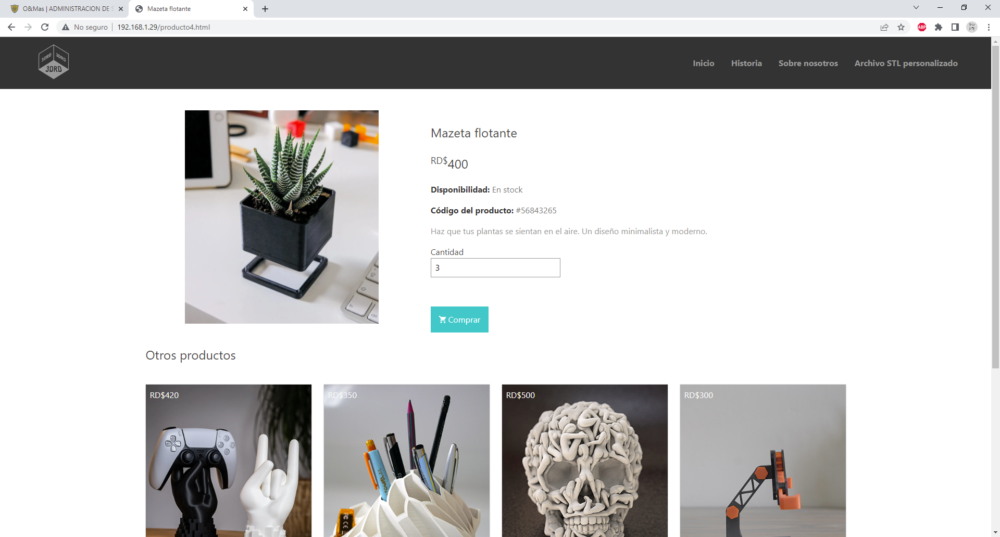 O&Mas | ADMINISTRACION DE S
Mazeta flotante
No seguro
192.168.1.29/producto4.html
ABP
3DRD 3DRD
3DRD
Inicio
Historia
Sobre nosotros
Archivo STL personalizado
Mazeta flotante
RD$400
Disponibilidad: En stock
Código del producto: #56843265
Haz que tus plantas se sientan en el aire. Un diseño minimalista y moderno.
Cantidad
3
Comprar
Otros productos
RD$420
RD$350
RD$500
RD$300